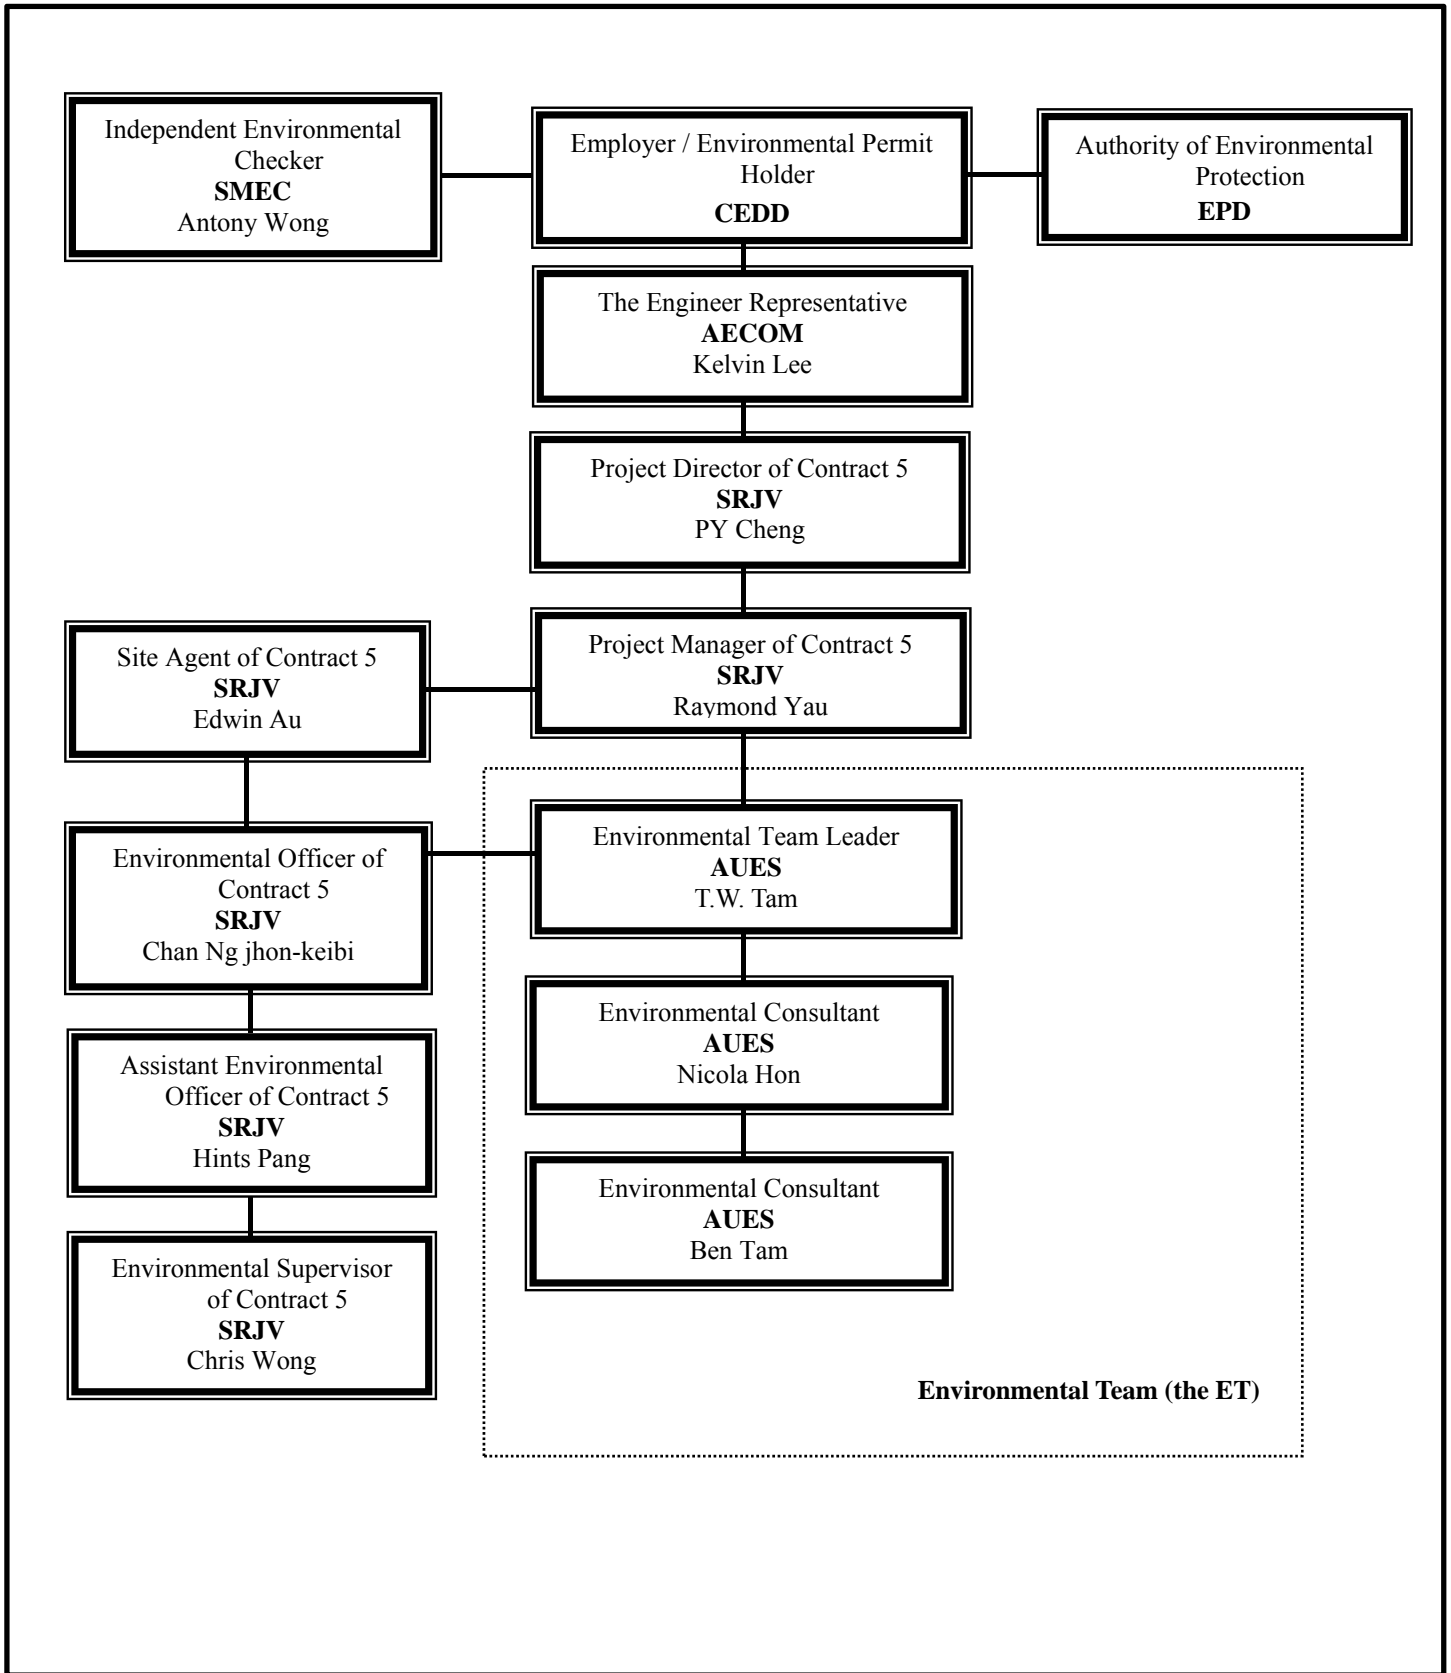 Independent Environmental
Checker
SMEC
Antony Wong
Employer / Environmental Permit
Holder
CEDD
Authority of Environmental
Protection
EPD
The Engineer Representative
AECOM
Kelvin Lee
Project Director of Contract 5
SRJV
PY Cheng
Site Agent of Contract 5
SRJV
Edwin Au
Project Manager of Contract 5
SRJV
Raymond Yau
Environmental Officer of
Contract 5
SRJV
Chan Ng jhon-keibi
Environmental Team Leader
AUES
T.W. Tam
Assistant Environmental
Officer of Contract 5
SRJV
Hints Pang
Environmental Consultant
AUES
Nicola Hon
Environmental Supervisor
of Contract 5
SRJV
Chris Wong
Environmental Consultant
AUES
Ben Tam
Environmental Team (the ET)